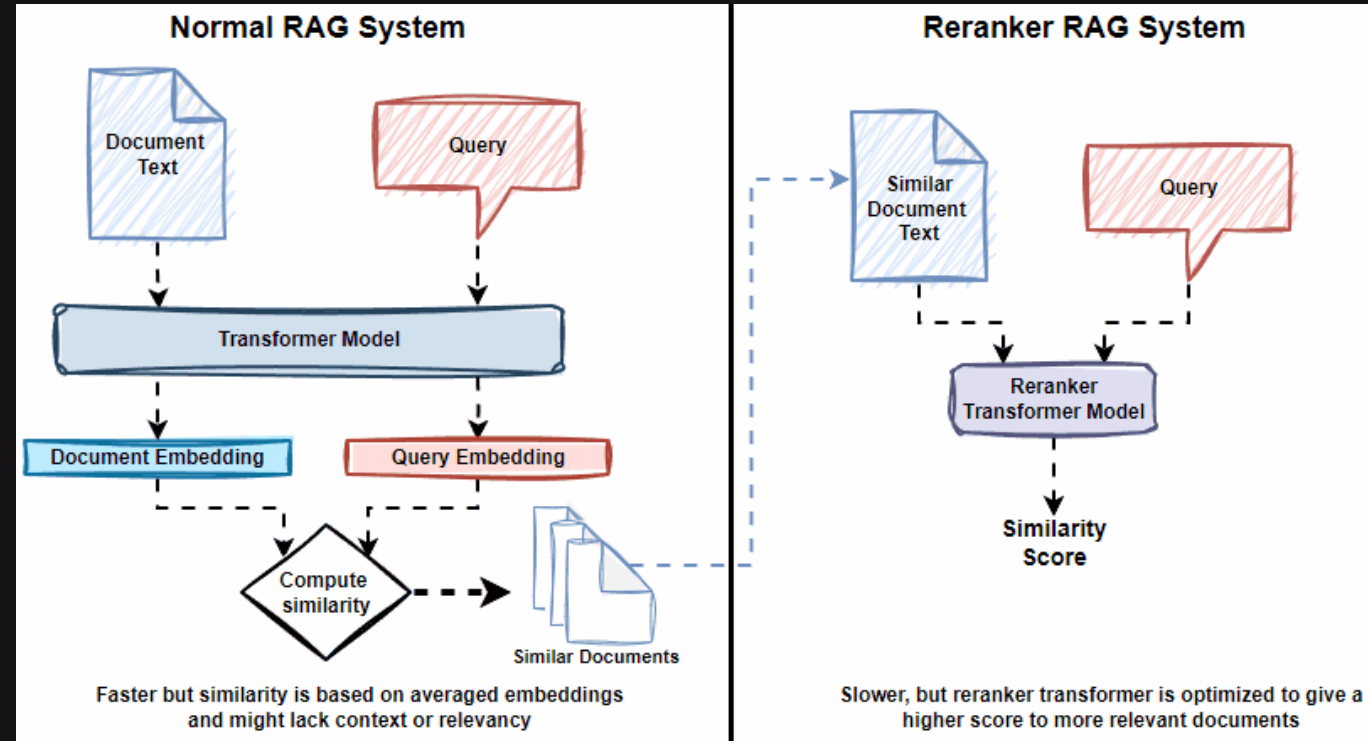 Normal RAG System
Document
Text
Query
Transformer Model
Document Embedding
Query Embedding
Compute
similarity
Similar Documents
Faster but similarity is based on averaged embeddings
and might lack context or relevancy
Reranker RAG System
Similar
Document
Text
Query
Reranker
Transformer Model
Similarity
Score
Slower, but reranker transformer is optimized to give a
higher score to more relevant documents